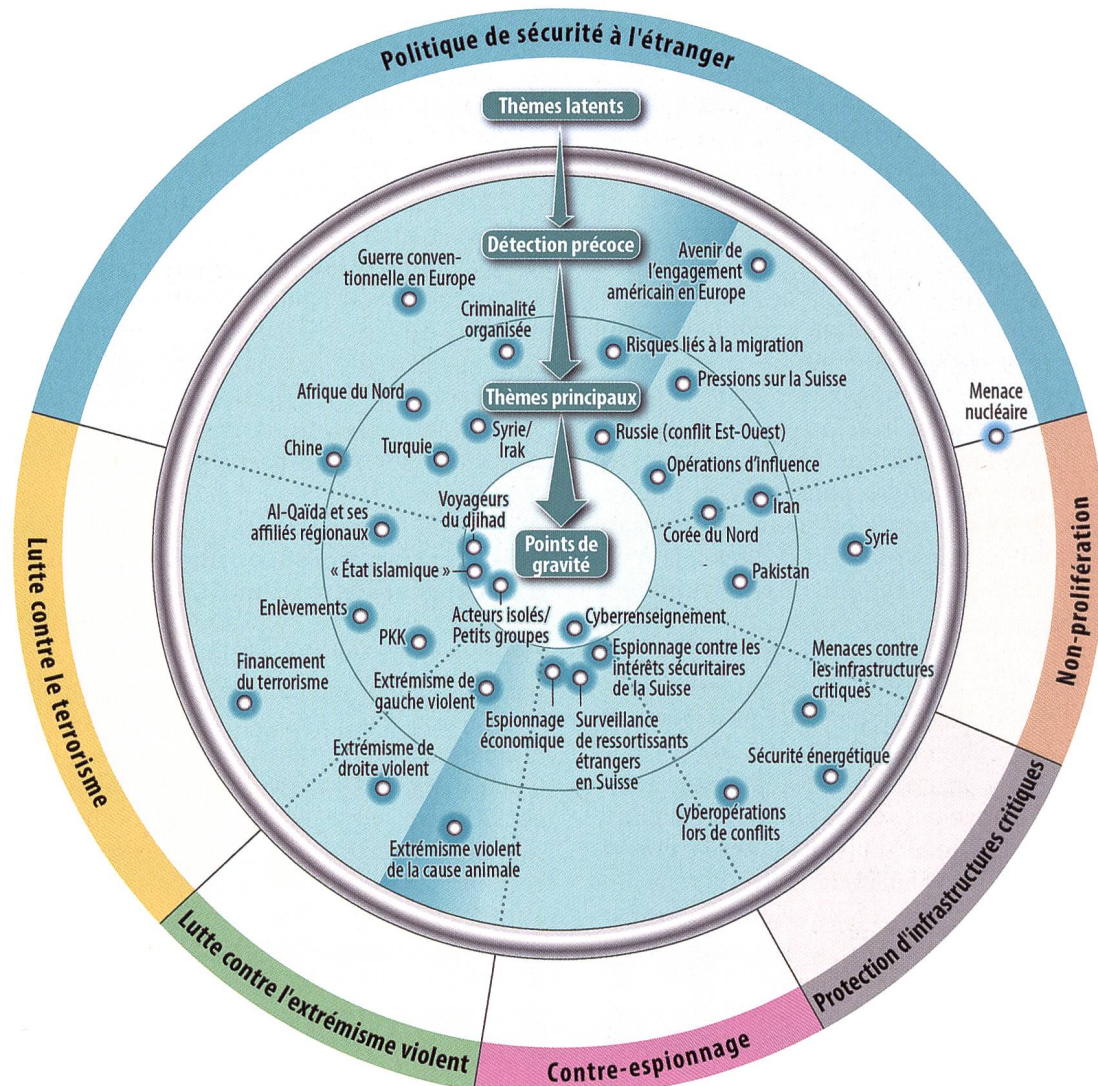 Politique de sécurité à l'étranger
Thèmes latents
Détection précoce
Guerre conven-
tionnelle en Europe
Avenir de
l'engagement
américain en Europe
Criminalité
organisée
Risques liés à la migration
Pressions sur la Suisse
Thèmes principaux
Afrique du Nord
Menace
nucléaire
Syrie/
Irak
Russie (conflit Est-Ouest)
Chine
Turquie
Opérations d'influence
Voyageurs
du djihad
Iran
Al-Qaïda et ses
affiliés régionaux
Corée du Nord
Syrie
Points de
gravité
« État islamique »
Pakistan
Enlèvements
Acteurs isolés/
Petits groupes
Cyberrenseignement
PKK
Espionnage contre les
intérêts sécuritaires
de la Suisse
Menaces contre
les infrastructures
critiques
Financement
du terrorisme
Extrémisme de
gauche violent
Espionnage
économique
Surveillance
de ressortissants
étrangers
en Suisse
Extrémisme de
droite violent
Sécurité énergétique
Cyberopérations
lors de conflits
Extrémisme violent
de la cause animale
Lutte contre le terrorisme
Non-prolifération
Protection d'infrastructures critiques
Lutte contre l'extrémisme violent
Contre-espionnage